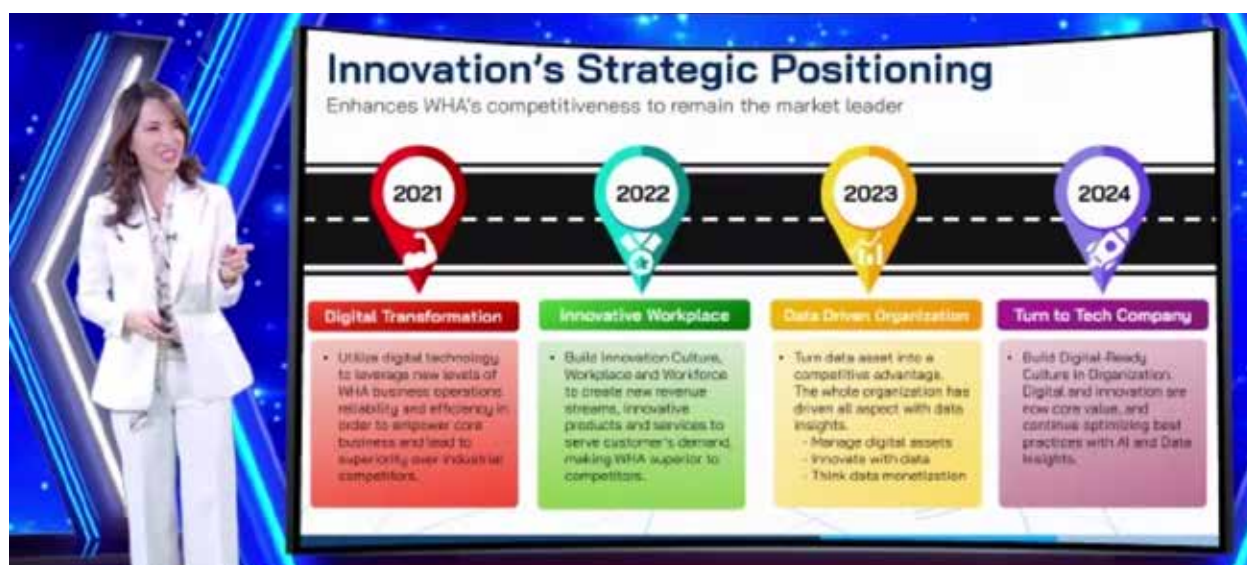 Innovation's Strategic Positioning
Enhances WHA's competitiveness to remain the market leader
2021
2022
2023
2024
Digital Transformation
• Utilize digital technology
to leverage new levels of
WHA business operations
reliability and efficiency in
order to empower core
business and lead to
superiority over industrial
competitors.
Innovative Workplace
• Build Innovation Culture,
Workplace and Workforce
to create new revenue
streams, innovative
products and services to
serve customer's demand,
making WHA superior to
competitors.
Data Driven Organization
• Turn data asset into a
competitive advantage.
The whole organization has
driven all aspect with data
insights.
- Manage digital assets
- Innovate with data
- Think data monetization
Turn to Tech Company
• Build Digital-Ready
Culture in Organization.
Digital and Innovation are
now core value, and
continue optimizing best
practices with AI and Data
Insights.